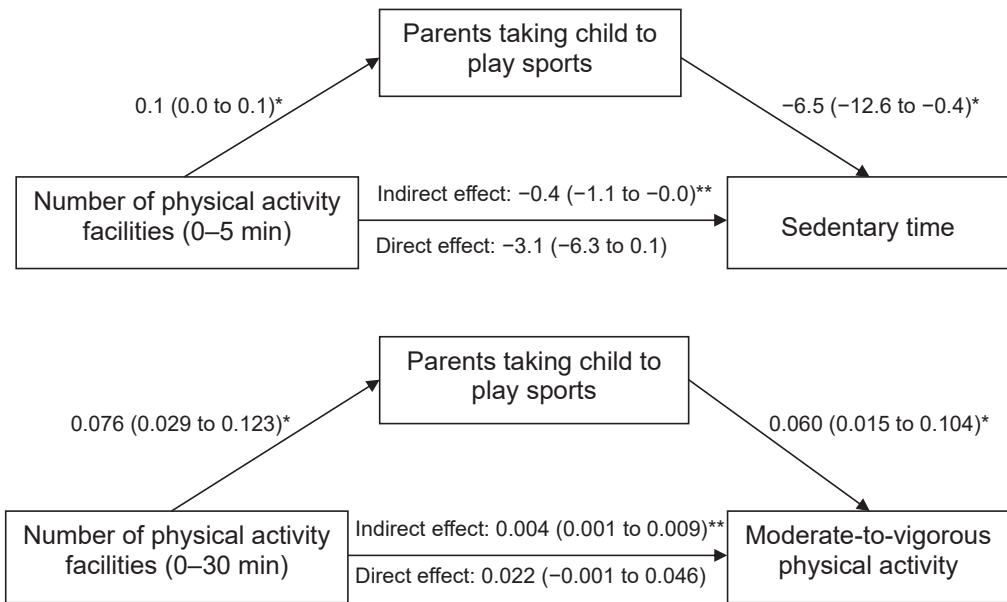 Parents taking child to
play sports
0.1 (0.0 to 0.1)*
−6.5 (−12.6 to −0.4)*
Number of physical activity
facilities (0–5 min)
Indirect effect: −0.4 (−1.1 to −0.0)**
Direct effect: −3.1 (−6.3 to 0.1)
Sedentary time
Parents taking child to
play sports
0.076 (0.029 to 0.123)*
0.060 (0.015 to 0.104)*
Number of physical activity
facilities (0–30 min)
Indirect effect: 0.004 (0.001 to 0.009)**
Direct effect: 0.022 (−0.001 to 0.046)
Moderate-to-vigorous
physical activity